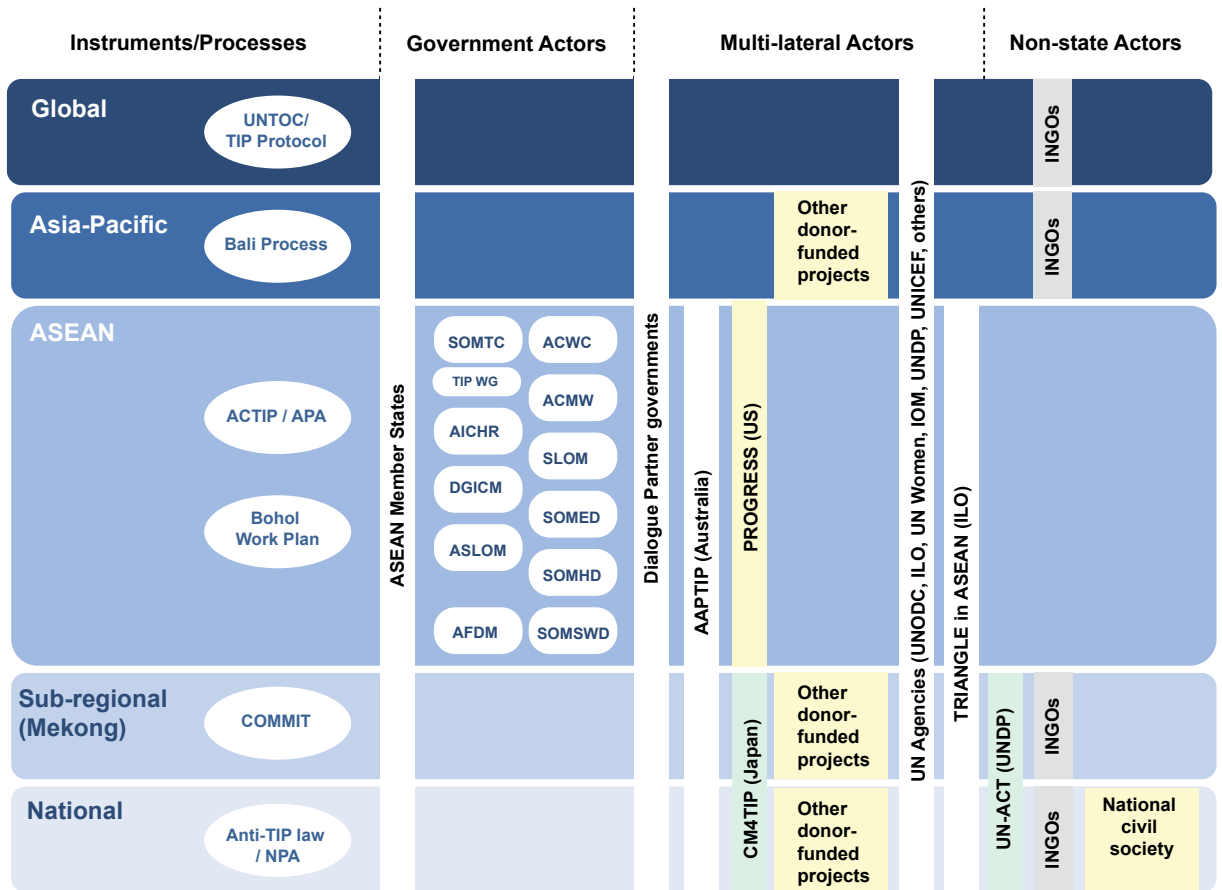 Instruments/Processes
Government Actors
Multi-lateral Actors
Non-state Actors
Global
UNTOC/
TIP Protocol
INGOs
Asia-Pacific
Bali Process
Other
donor-
funded
projects
INGOs
ASEAN
ACTIP / APA
Bohol
Work Plan
ASEAN Member States
SOMTC
TIP WG
AICHR
DGICM
ASLOM
AFDM
ACWC
ACMW
SLOM
SOMED
SOMHD
SOMSWD
Dialogue Partner governments
AAPTIP (Australia)
PROGRESS (US)
UN Agencies (UNODC, ILO, UN Women, IOM, UNDP, UNICEF, others)
TRIANGLE in ASEAN (ILO)
Sub-regional
(Mekong)
COMMIT
CM4TIP (Japan)
Other
donor-
funded
projects
UN-ACT (UNDP)
INGOs
National
Anti-TIP law
/ NPA
Other
donor-
funded
projects
INGOs
National
civil
society